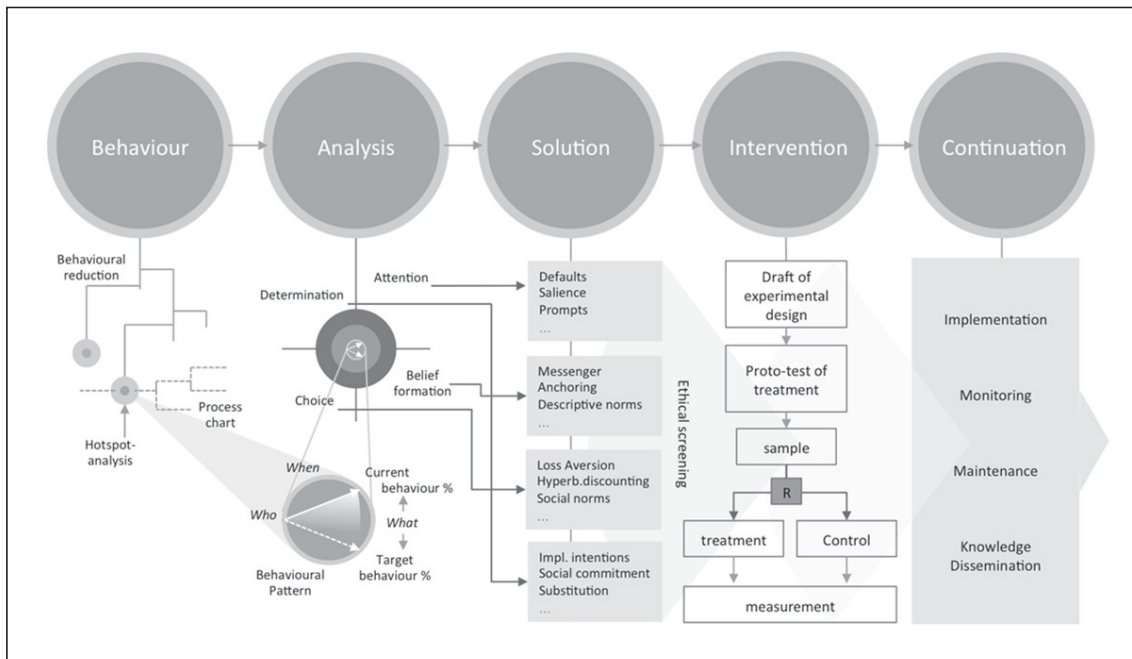 Behaviour
Analysis
Solution
Intervention
Continuation
Behavioural
reduction
Hotspot-
analysis
Process
chart
Attention
Determination
Belief
formation
Choice
When
Who
Current
behaviour %
What
Target
behaviour %
Behavioural
Pattern
Defaults
Salience
Prompts
...
Messenger
Anchoring
Descriptive norms
...
Loss Aversion
Hyperb.discounting
Social norms
...
Impl. intentions
Social commitment
Substitution
...
Ethical screening
Draft of
experimental
design
Proto-test of
treatment
sample
R
treatment
Control
measurement
Implementation
Monitoring
Maintenance
Knowledge
Dissemination